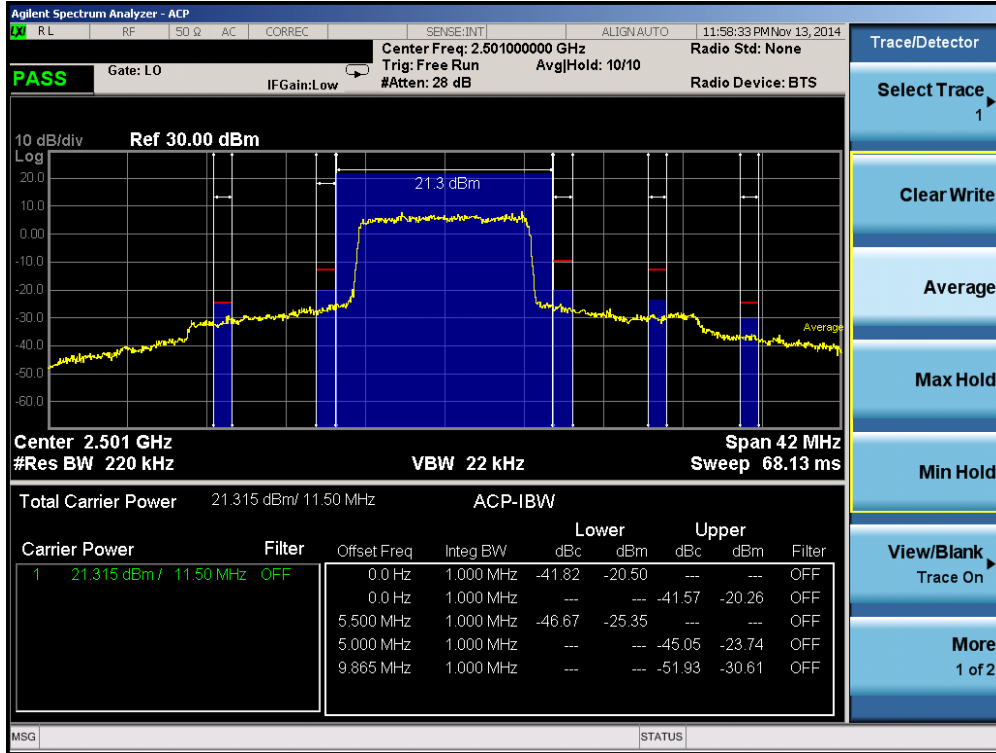 Agilent Spectrum Analyzer - ACP
LXI RL RF 50 Ω AC CORREC SENSE:INT ALIGN AUTO 11:58:33 PM Nov 13, 2014
Center Freq: 2.501000000 GHz Radio Std: None
Trig: Free Run Avg|Hold: 10/10
PASS Gate: LO IFGain:Low #Atten: 28 dB Radio Device: BTS
10 dB/div Ref 30.00 dBm
Log
20.0
21.3 dBm
10.0
0.00
-10.0
-20.0
-30.0
Average
-40.0
-50.0
-60.0
Center 2.501 GHz Span 42 MHz
#Res BW 220 kHz VBW 22 kHz Sweep 68.13 ms
Total Carrier Power 21.315 dBm/ 11.50 MHz ACP-IBW
Lower Upper
Carrier Power Filter Offset Freq Integ BW dBc dBm dBc dBm Filter
1 21.315 dBm / 11.50 MHz OFF 0.0 Hz 1.000 MHz -41.82 -20.50 --- --- OFF
0.0 Hz 1.000 MHz --- --- -41.57 -20.26 OFF
5.500 MHz 1.000 MHz -46.67 -25.35 --- --- OFF
5.000 MHz 1.000 MHz --- --- -45.05 -23.74 OFF
9.865 MHz 1.000 MHz --- --- -51.93 -30.61 OFF
MSG STATUS
Trace/Detector
Select Trace
1
Clear Write
Average
Max Hold
Min Hold
View/Blank
Trace On
More
1 of 2